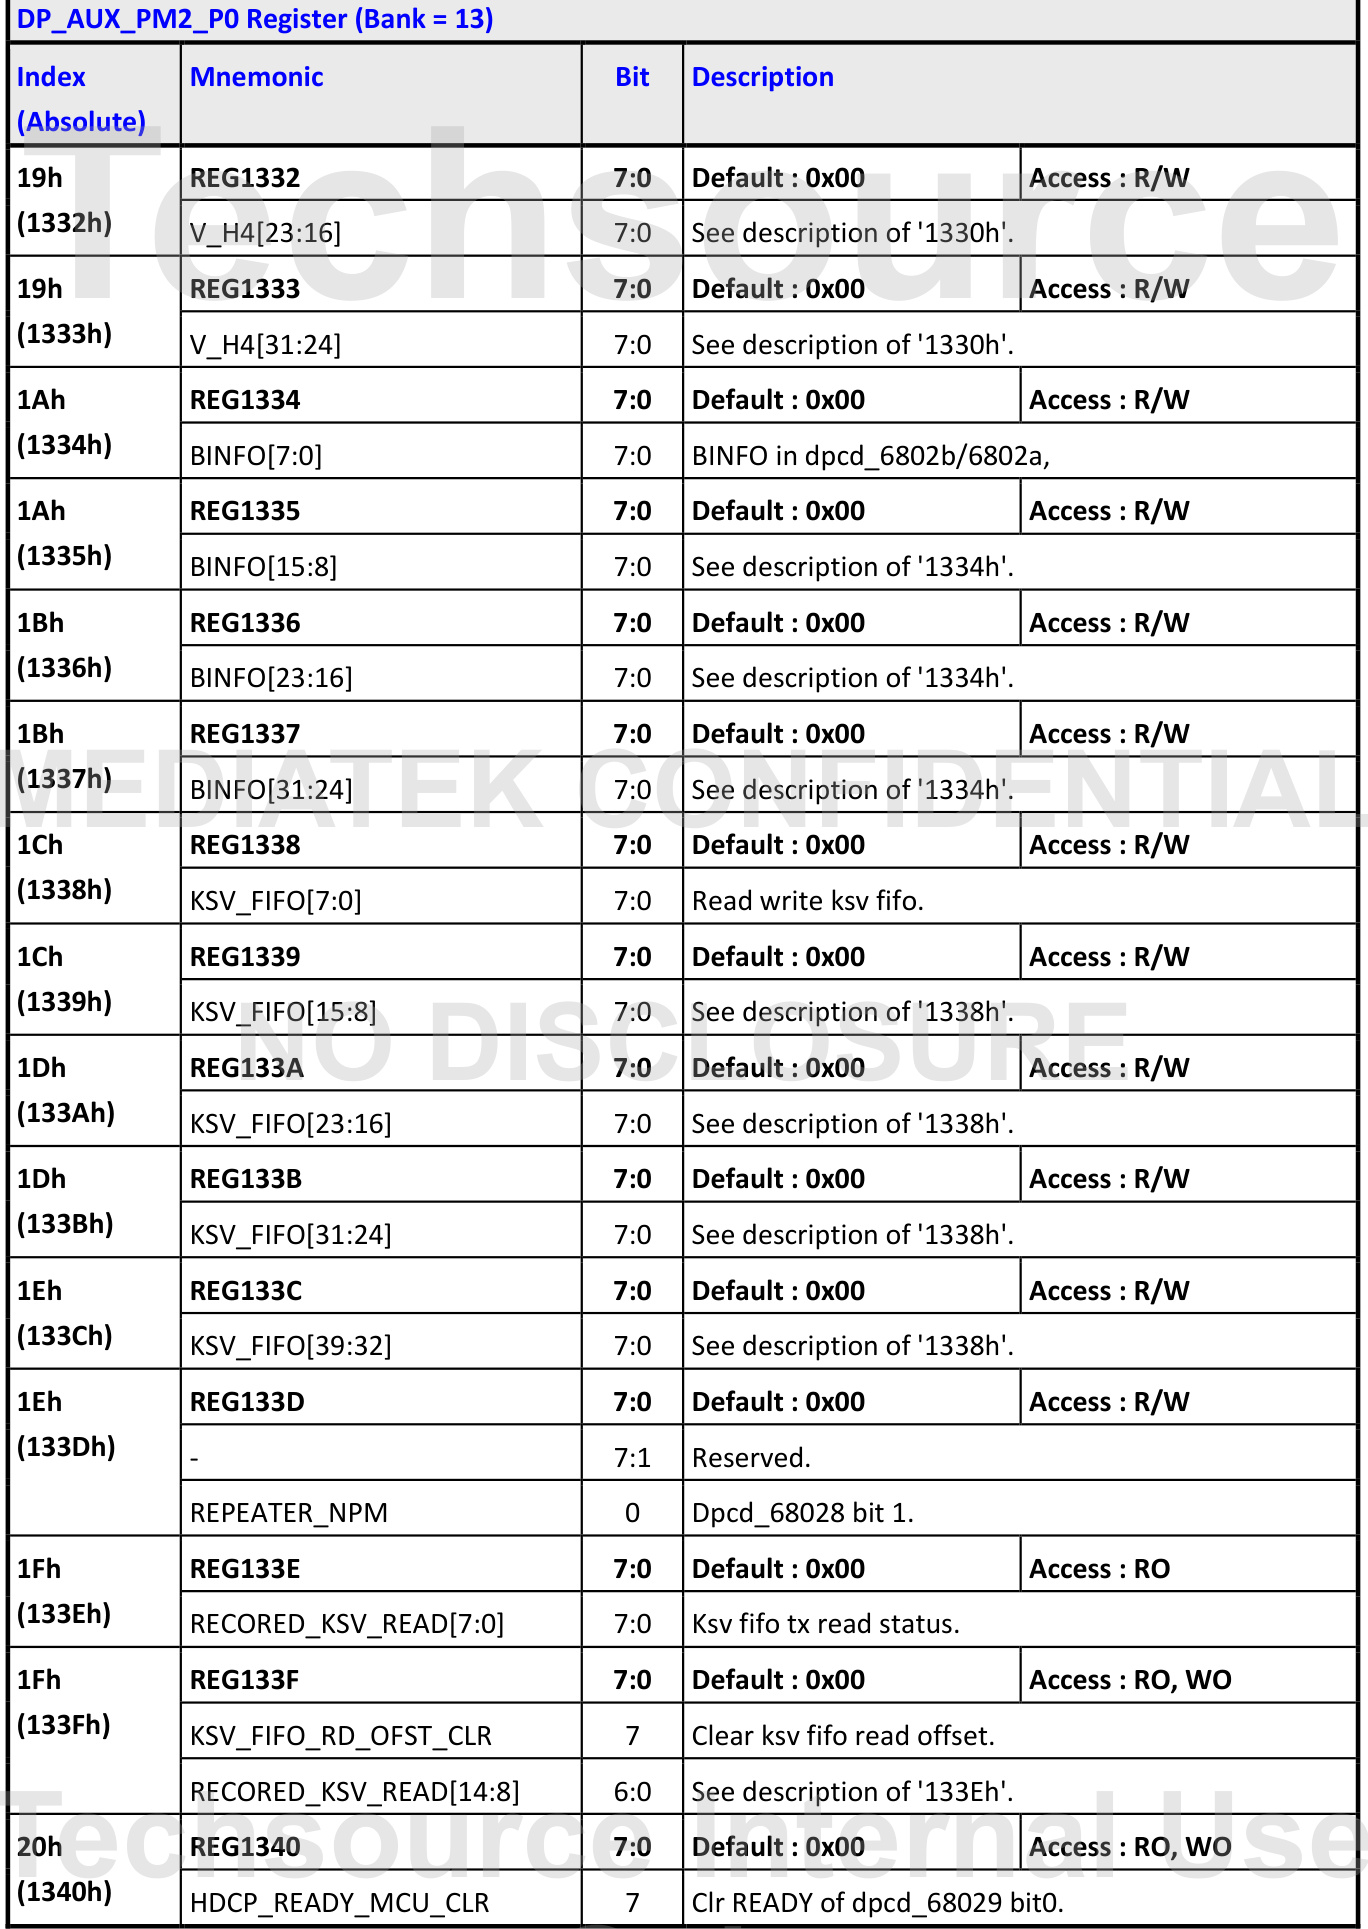 DP_AUX_PM2_P0 Register (Bank = 13)
Index (Absolute) Mnemonic Bit Description
19h (1332h) REG1332 7:0 Default : 0x00 Access : R/W
V_H4[23:16] 7:0 See description of '1330h'.
19h (1333h) REG1333 7:0 Default : 0x00 Access : R/W
V_H4[31:24] 7:0 See description of '1330h'.
1Ah (1334h) REG1334 7:0 Default : 0x00 Access : R/W
BINFO[7:0] 7:0 BINFO in dpcd_6802b/6802a,
1Ah (1335h) REG1335 7:0 Default : 0x00 Access : R/W
BINFO[15:8] 7:0 See description of '1334h'.
1Bh (1336h) REG1336 7:0 Default : 0x00 Access : R/W
BINFO[23:16] 7:0 See description of '1334h'.
1Bh (1337h) REG1337 7:0 Default : 0x00 Access : R/W
BINFO[31:24] 7:0 See description of '1334h'.
1Ch (1338h) REG1338 7:0 Default : 0x00 Access : R/W
KSV_FIFO[7:0] 7:0 Read write ksv fifo.
1Ch (1339h) REG1339 7:0 Default : 0x00 Access : R/W
KSV_FIFO[15:8] 7:0 See description of '1338h'.
1Dh (133Ah) REG133A 7:0 Default : 0x00 Access : R/W
KSV_FIFO[23:16] 7:0 See description of '1338h'.
1Dh (133Bh) REG133B 7:0 Default : 0x00 Access : R/W
KSV_FIFO[31:24] 7:0 See description of '1338h'.
1Eh (133Ch) REG133C 7:0 Default : 0x00 Access : R/W
KSV_FIFO[39:32] 7:0 See description of '1338h'.
1Eh (133Dh) REG133D 7:0 Default : 0x00 Access : R/W
- 7:1 Reserved.
REPEATER_NPM 0 Dpcd_68028 bit 1.
1Fh (133Eh) REG133E 7:0 Default : 0x00 Access : RO
RECORED_KSV_READ[7:0] 7:0 Ksv fifo tx read status.
1Fh (133Fh) REG133F 7:0 Default : 0x00 Access : RO, WO
KSV_FIFO_RD_OFST_CLR 7 Clear ksv fifo read offset.
RECORED_KSV_READ[14:8] 6:0 See description of '133Eh'.
20h (1340h) REG1340 7:0 Default : 0x00 Access : RO, WO
HDCP_READY_MCU_CLR 7 Clr READY of dpcd_68029 bit0.
Techsource
MEDIATEK CONFIDENTIAL
NO DISCLOSURE
Techsource Internal Use